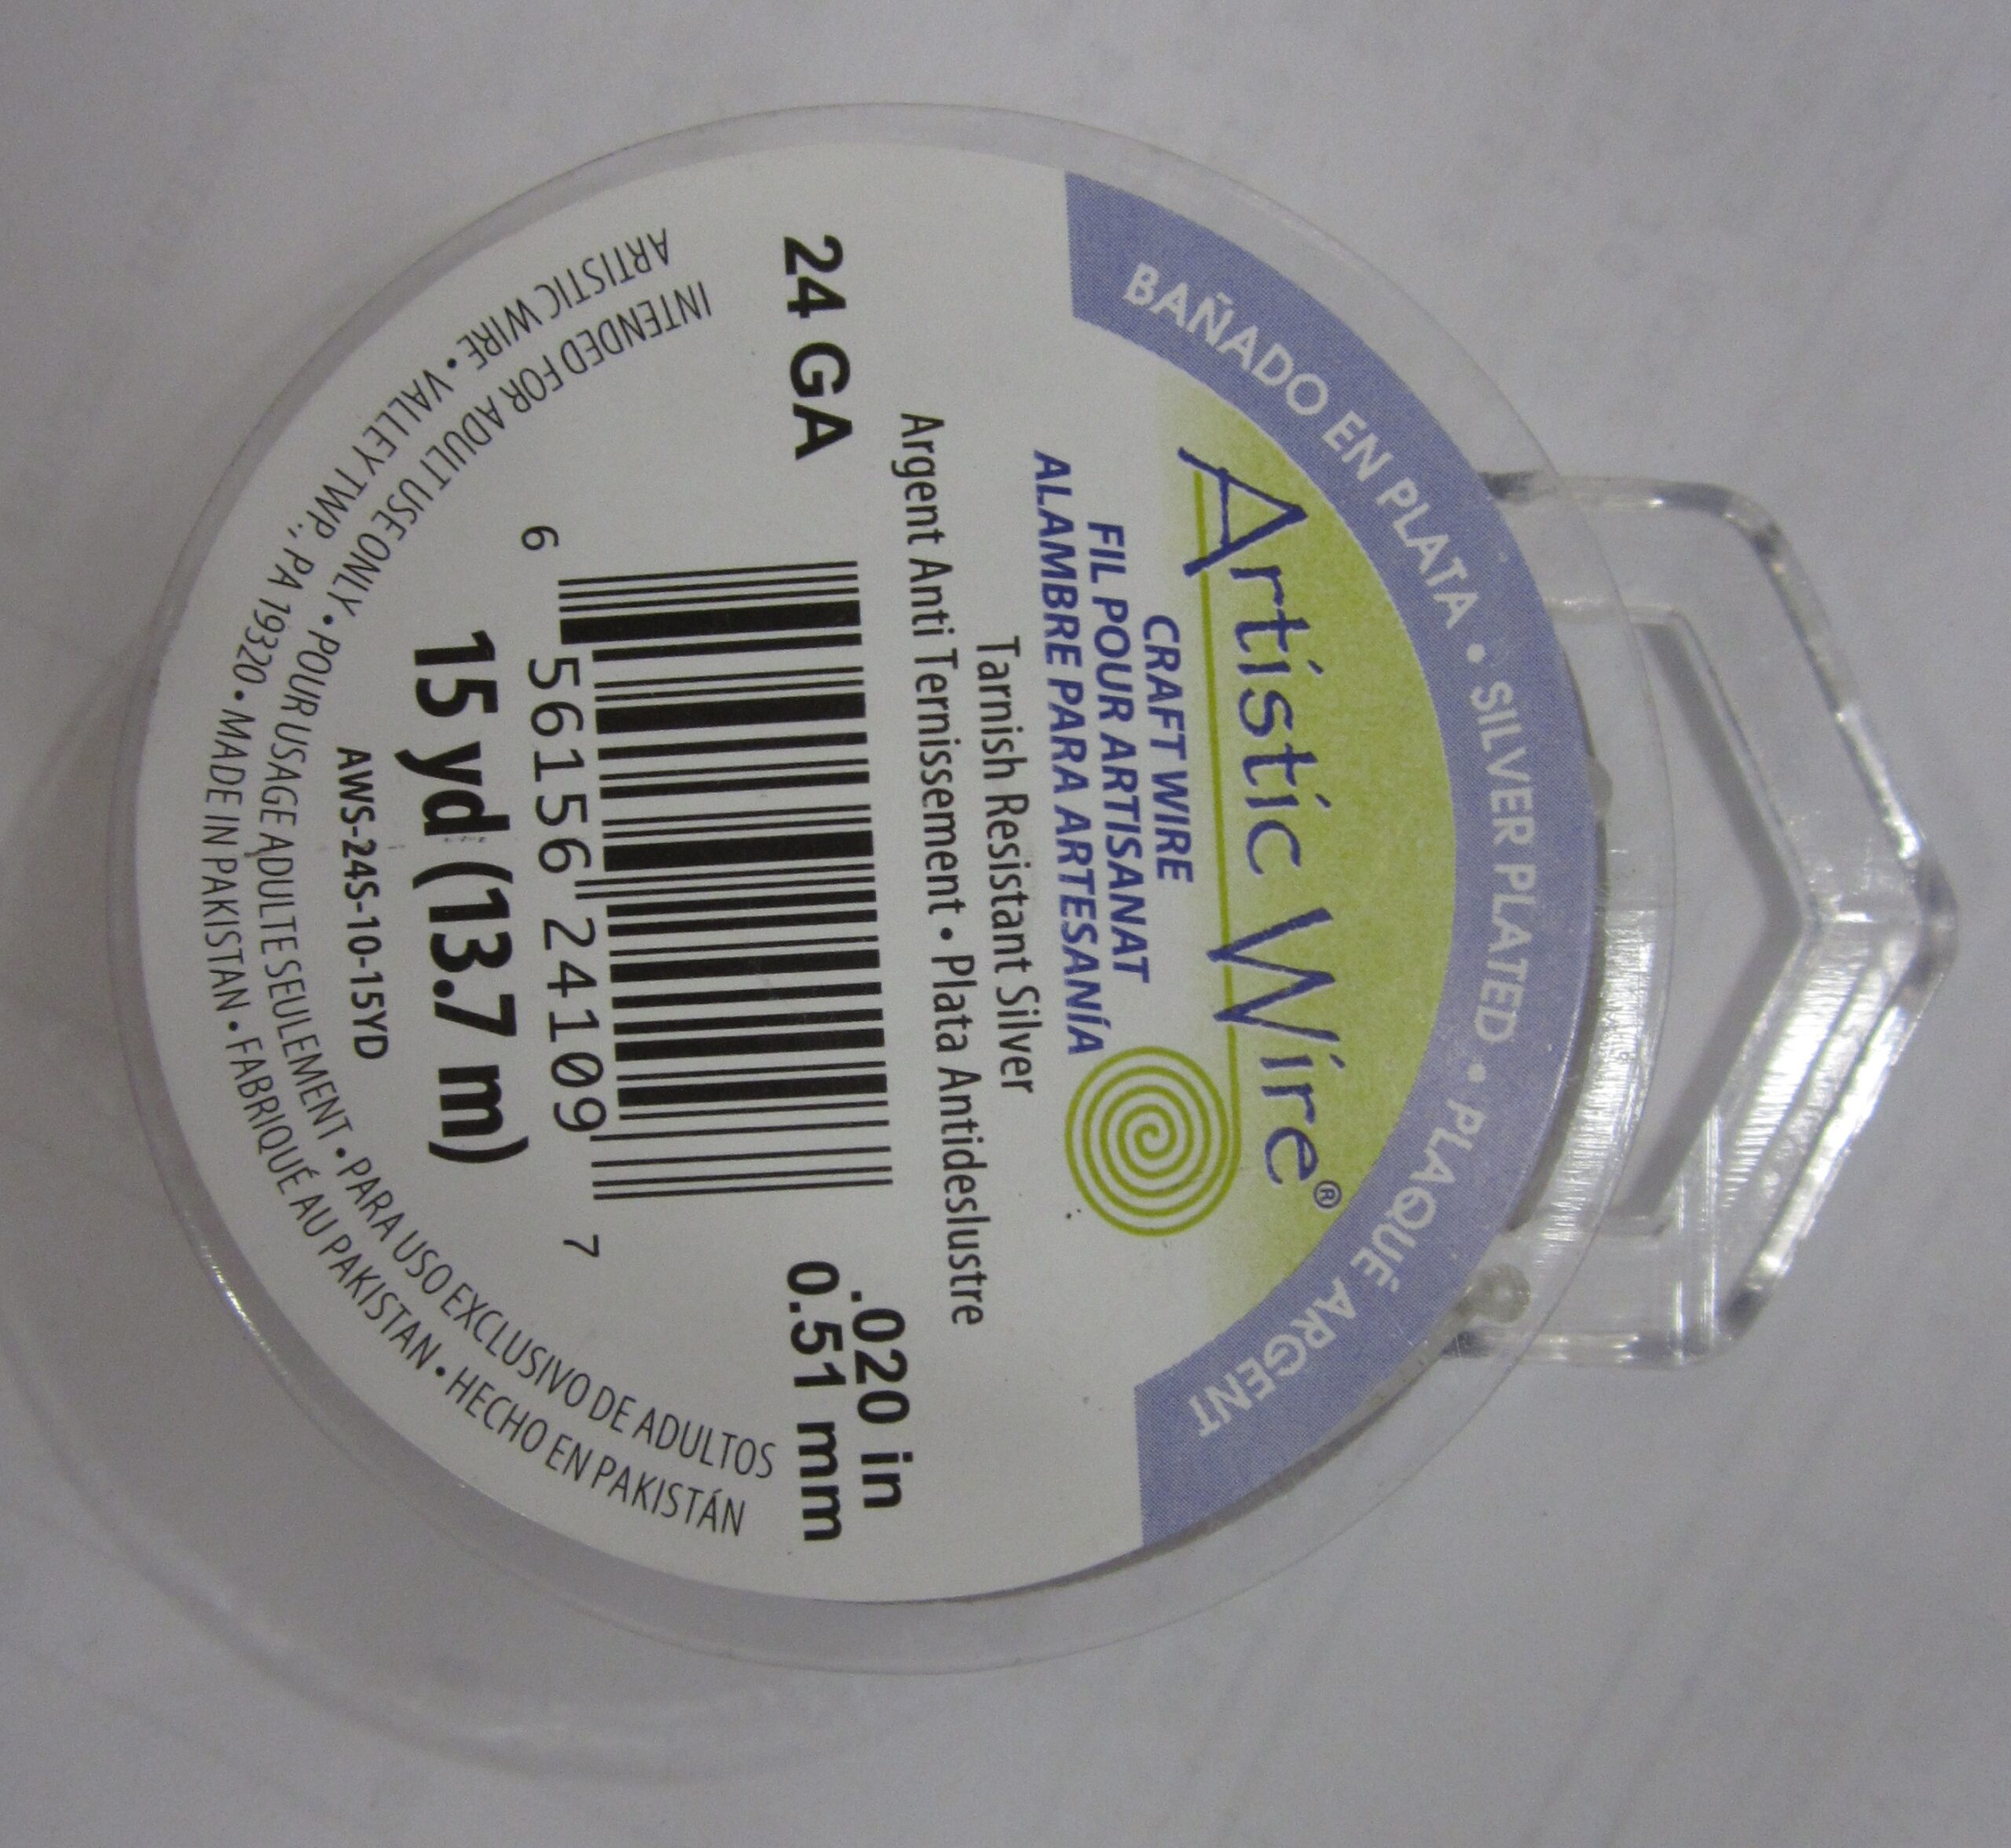 BAÑADO EN PLATA • SILVER PLATED • PLAQUÉ ARGENT
Artistic Wire®
CRAFT WIRE
FIL POUR ARTISANAT
ALAMBRE PARA ARTESANÍA
Tarnish Resistant Silver
Argent Anti Ternissement • Plata Antideslustre
24 GA
.020 in
0.51 mm
6 56156 24109 7
15 yd (13.7 m)
AWS-24S-10-15YD
INTENDED FOR ADULT USE ONLY • POUR USAGE ADULTE SEULEMENT • PARA USO EXCLUSIVO DE ADULTOS
ARTISTIC WIRE • VALLEY TWP., PA 19320 • MADE IN PAKISTAN • FABRIQUÉ AU PAKISTAN • HECHO EN PAKISTÁN